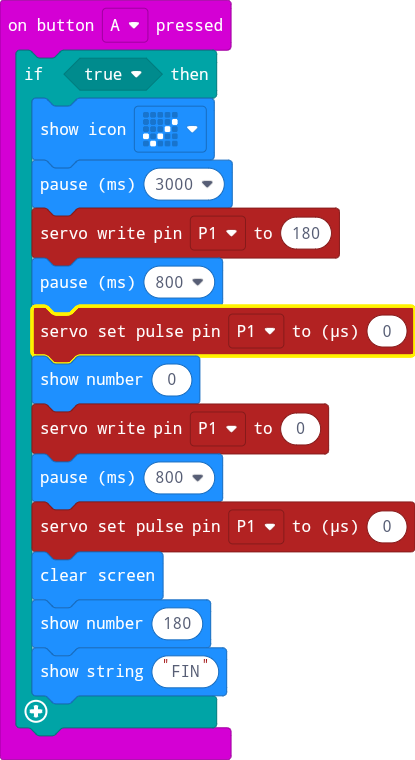 on button A pressed
if true then
show icon
pause (ms) 3000
servo write pin P1 to 180
pause (ms) 800
servo set pulse pin P1 to (µs) 0
show number 0
servo write pin P1 to 0
pause (ms) 800
servo set pulse pin P1 to (µs) 0
clear screen
show number 180
show string "FIN"